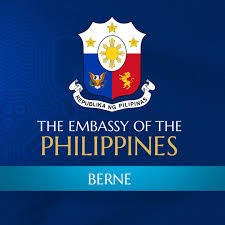 REPUBLIKA NG PILIPINAS
THE EMBASSY OF THE
PHILIPPINES
BERNE